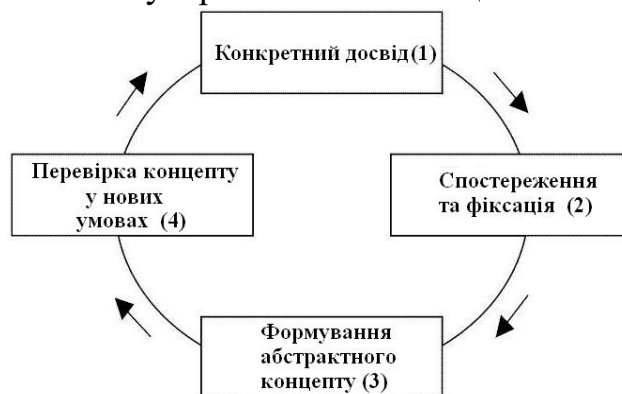 Конкретний досвід (1)
Спостереження
та фіксація (2)
Формування
абстрактного
концепту (3)
Перевірка концепту
у нових
умовах (4)